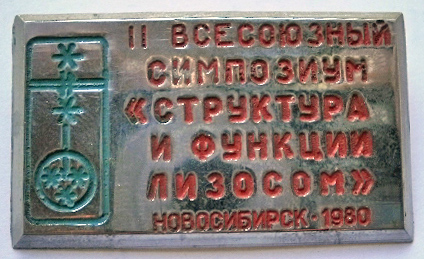 II ВСЕСОЮЗНЫЙ
СИМПОЗИУМ
«СТРУКТУРА
И ФУНКЦИИ
ЛИЗОСОМ»
НОВОСИБИРСК·1980